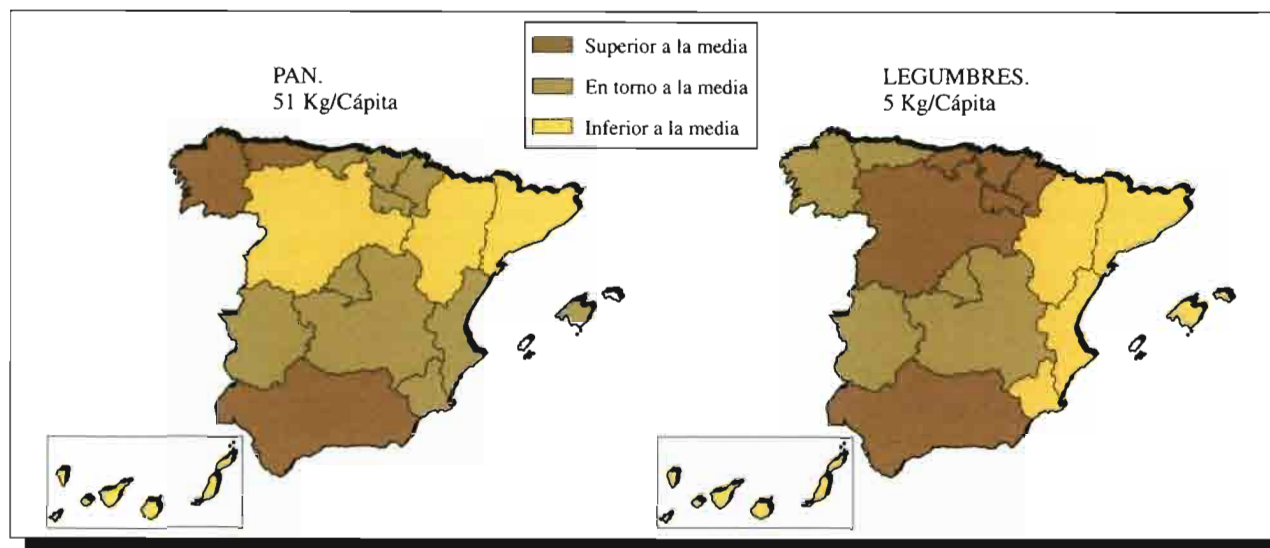 Superior a la media
En torno a la media
Inferior a la media
PAN.
51 Kg/Cápita
LEGUMBRES.
5 Kg/Cápita